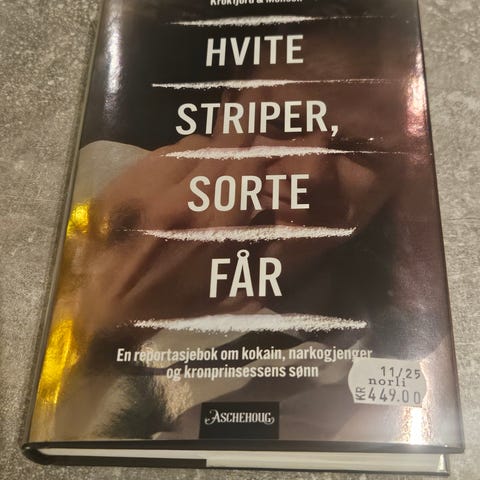 HVITE
STRIPER,
SORTE
FÅR
En reportasjebok om kokain, narkogjenger
og kronprinsessens sønn
11/25
norli
KR 449.00
ASCHEHOUG